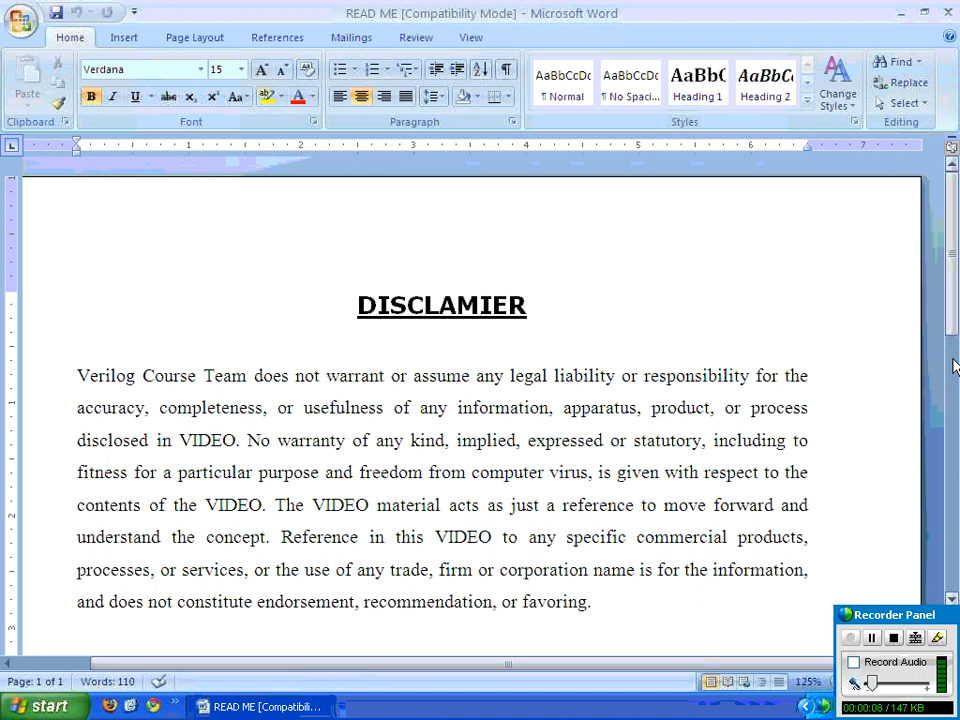 READ ME [Compatibility Mode] - Microsoft Word
Home Insert Page Layout References Mailings Review View
Paste
Verdana 15
AaBbCcDc AaBbCcDc AaBbC AaBbCc
¶ Normal ¶ No Spaci... Heading 1 Heading 2
Change Styles
Find
Replace
Select
Clipboard Font Paragraph Styles Editing
1 2 3 4 5 6 7
DISCLAMIER
Verilog Course Team does not warrant or assume any legal liability or responsibility for the
accuracy, completeness, or usefulness of any information, apparatus, product, or process
disclosed in VIDEO. No warranty of any kind, implied, expressed or statutory, including to
fitness for a particular purpose and freedom from computer virus, is given with respect to the
contents of the VIDEO. The VIDEO material acts as just a reference to move forward and
understand the concept. Reference in this VIDEO to any specific commercial products,
processes, or services, or the use of any trade, firm or corporation name is for the information,
and does not constitute endorsement, recommendation, or favoring.
Recorder Panel
Record Audio
00:00:08 / 147 KB
Page: 1 of 1 Words: 110 125%
start READ ME [Compatibili...